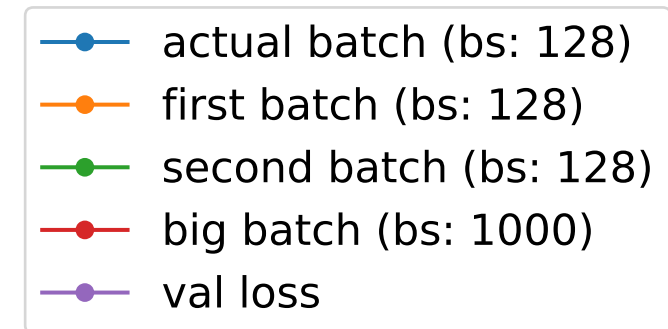 actual batch (bs: 128)
first batch (bs: 128)
second batch (bs: 128)
big batch (bs: 1000)
val loss